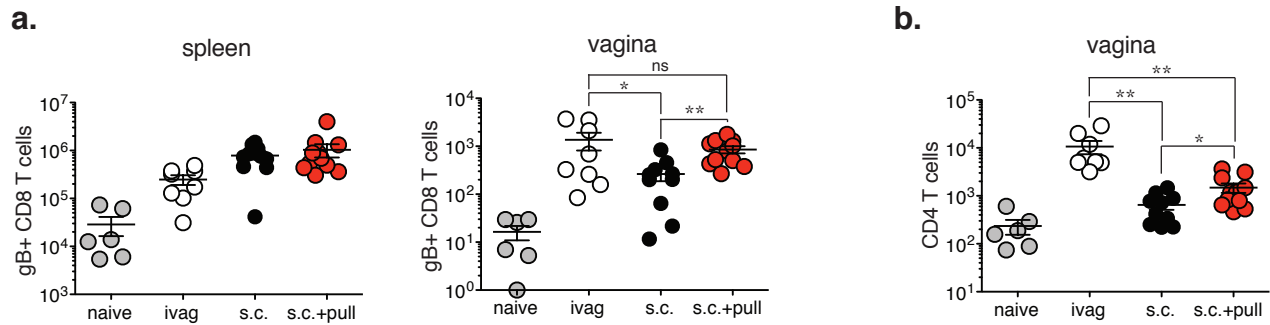 a.
spleen
gB+ CD8 T cells
10^7
10^6
10^5
10^4
10^3
naive ivag s.c. s.c.+pull
vagina
gB+ CD8 T cells
10^4
10^3
10^2
10^1
10^0
ns
*
**
naive ivag s.c. s.c.+pull
b.
vagina
CD4 T cells
10^5
10^4
10^3
10^2
10^1
**
**
*
naive ivag s.c. s.c.+pull